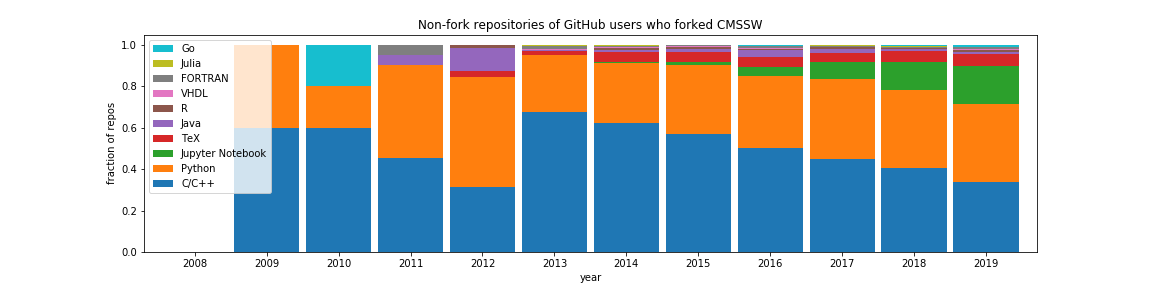 Non-fork repositories of GitHub users who forked CMSSW
fraction of repos
1.0
0.8
0.6
0.4
0.2
0.0
Go
Julia
FORTRAN
VHDL
R
Java
TeX
Jupyter Notebook
Python
C/C++
2008 2009 2010 2011 2012 2013 2014 2015 2016 2017 2018 2019
year